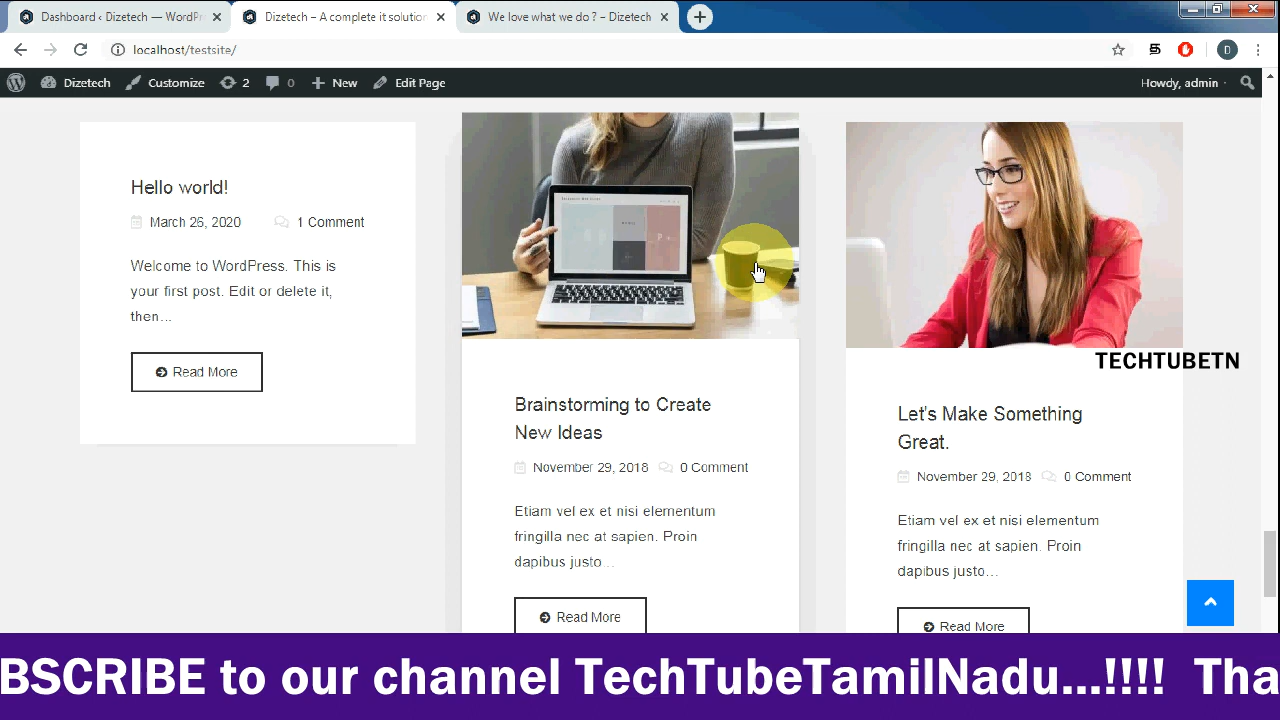 Dashboard ‹ Dizetech — WordPr
Dizetech – A complete it solution
We love what we do ? – Dizetech
localhost/testsite/
D
Dizetech
Customize
2
0
New
Edit Page
Howdy, admin
Hello world!
March 26, 2020
1 Comment
Welcome to WordPress. This is
your first post. Edit or delete it,
then...
Read More
Brainstorming to Create
New Ideas
November 29, 2018
0 Comment
Etiam vel ex et nisi elementum
fringilla nec at sapien. Proin
dapibus justo...
Read More
TECHTUBETN
Let's Make Something
Great.
November 29, 2018
0 Comment
Etiam vel ex et nisi elementum
fringilla nec at sapien. Proin
dapibus justo...
Read More
BSCRIBE to our channel TechTubeTamilNadu...!!!! Tha